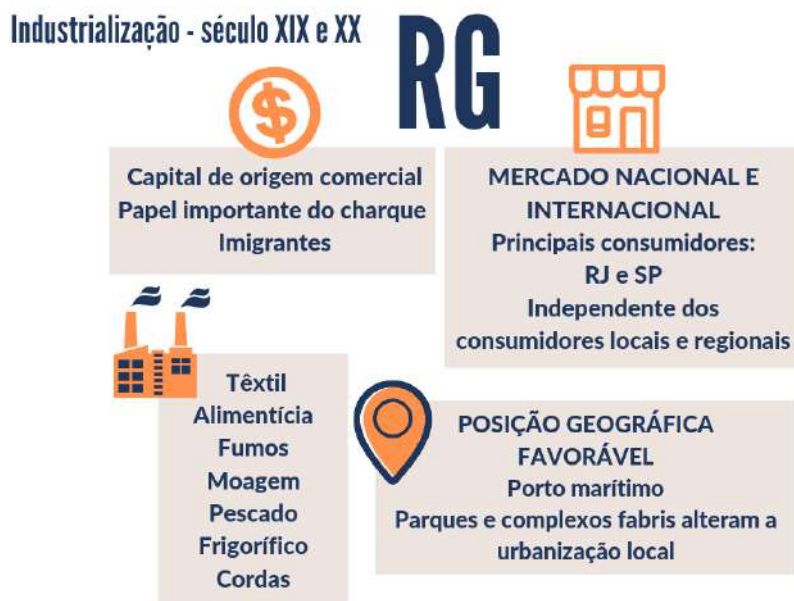 Industrialização - século XIX e XX
RG
Capital de origem comercial
Papel importante do charque
Imigrantes
MERCADO NACIONAL E
INTERNACIONAL
Principais consumidores:
RJ e SP
Independente dos
consumidores locais e regionais
Têxtil
Alimentícia
Fumos
Moagem
Pescado
Frigorífico
Cordas
POSIÇÃO GEOGRÁFICA
FAVORÁVEL
Porto marítimo
Parques e complexos fabris alteram a
urbanização local